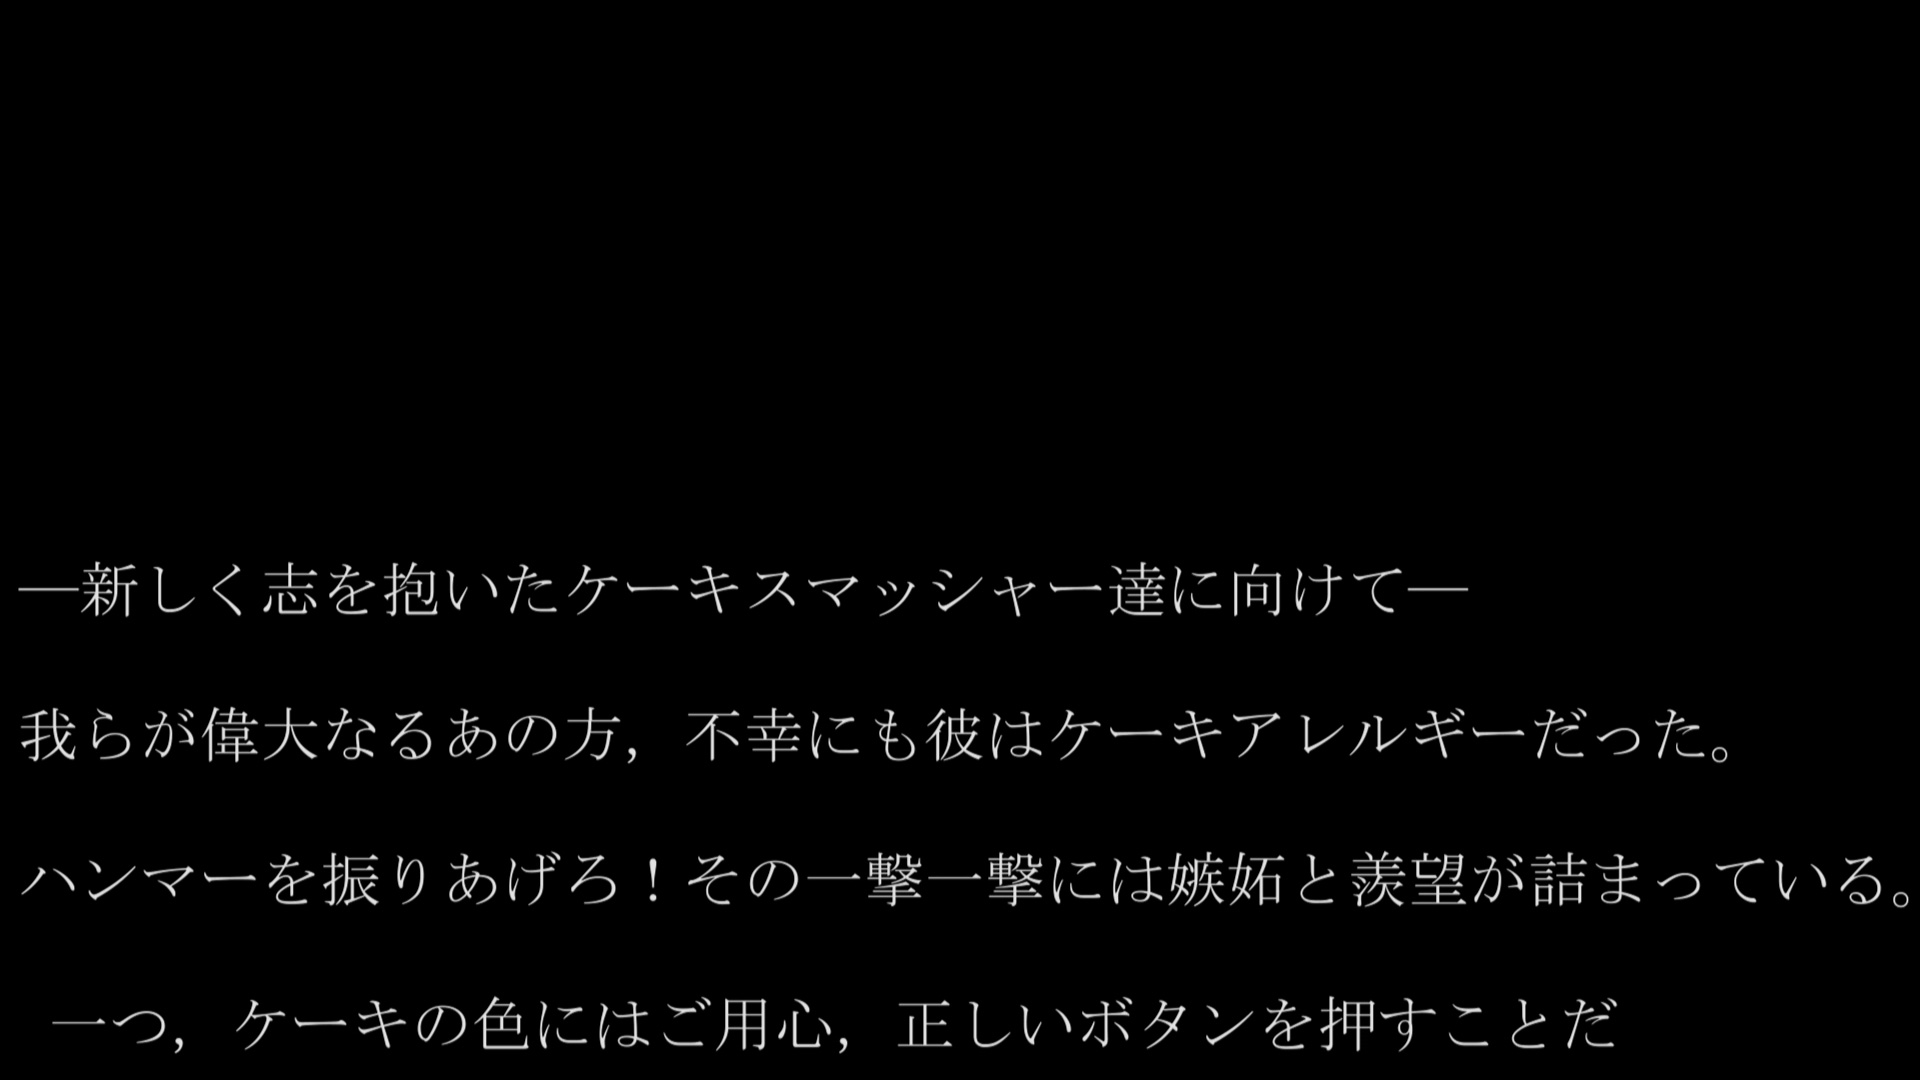 ―新しく志を抱いたケーキスマッシャー達に向けて―
我らが偉大なるあの方，不幸にも彼はケーキアレルギーだった。
ハンマーを振りあげろ！その一撃一撃には嫉妬と羨望が詰まっている。
一つ，ケーキの色にはご用心，正しいボタンを押すことだ